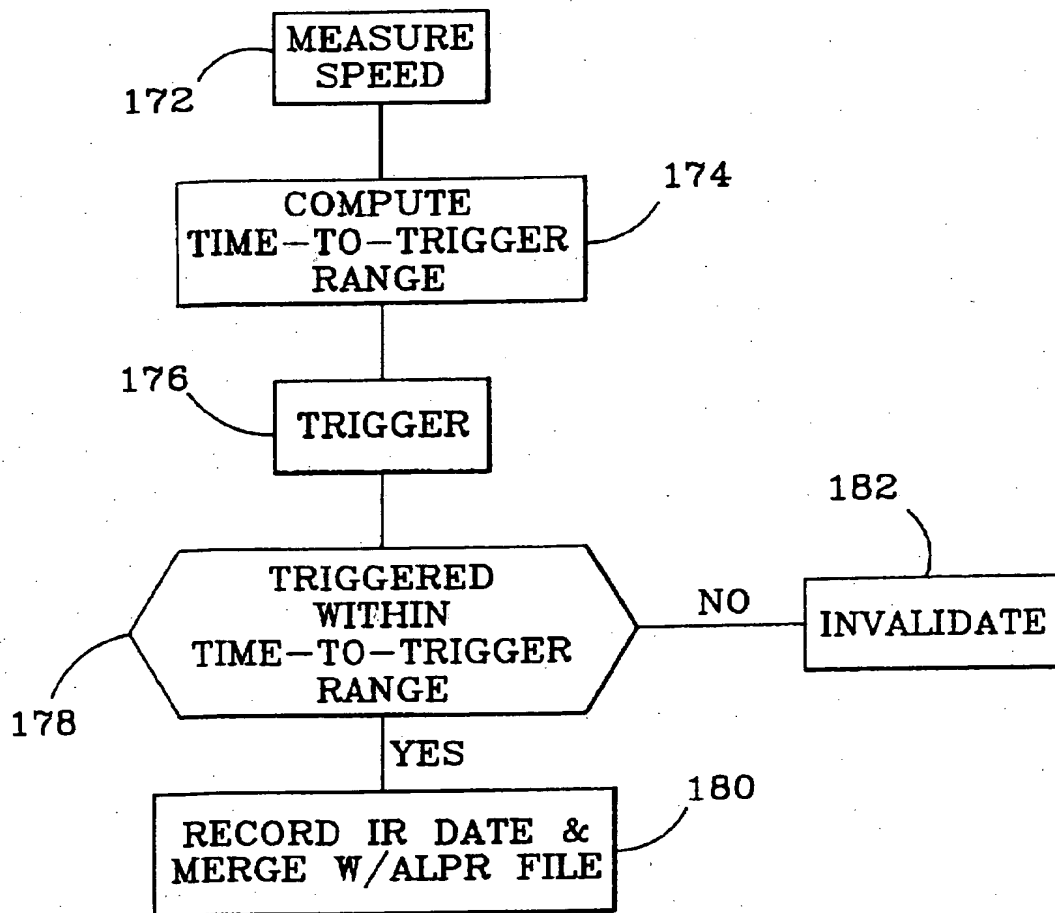 MEASURE
SPEED
172
COMPUTE
TIME-TO-TRIGGER
RANGE
174
176
TRIGGER
182
TRIGGERED
WITHIN
TIME-TO-TRIGGER
RANGE
NO
INVALIDATE
178
YES
180
RECORD IR DATE &
MERGE W/ALPR FILE